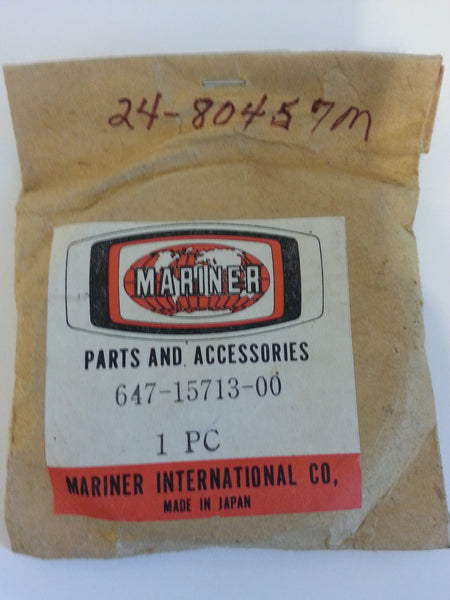 24-80457M
MARINER
PARTS AND ACCESSORIES
647-15713-00
1 PC
MARINER INTERNATIONAL CO,
MADE IN JAPAN